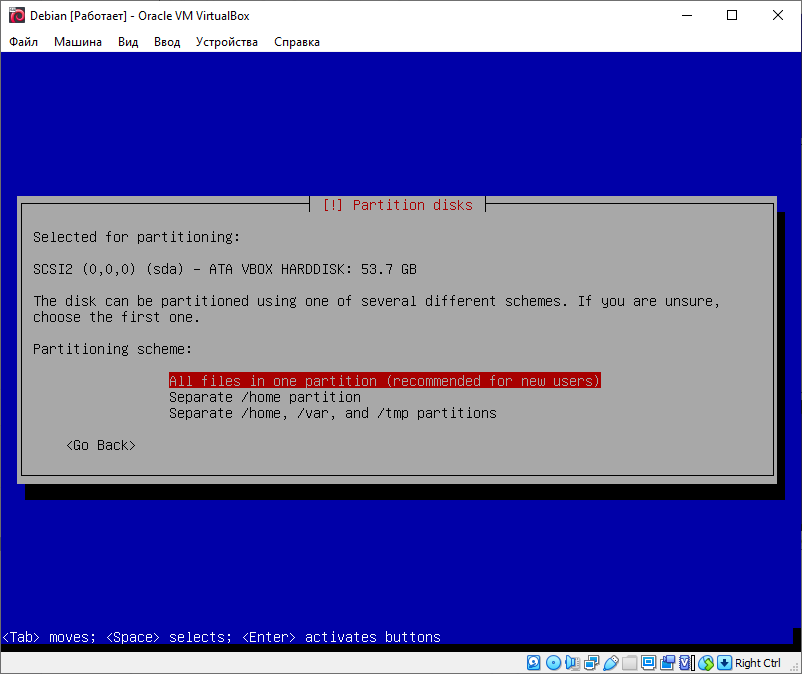 Debian [Работает] - Oracle VM VirtualBox
Файл Машина Вид Ввод Устройства Справка
[!] Partition disks
Selected for partitioning:
SCSI2 (0,0,0) (sda) - ATA VBOX HARDDISK: 53.7 GB
The disk can be partitioned using one of several different schemes. If you are unsure,
choose the first one.
Partitioning scheme:
All files in one partition (recommended for new users)
Separate /home partition
Separate /home, /var, and /tmp partitions
<Go Back>
<Tab> moves; <Space> selects; <Enter> activates buttons
Right Ctrl